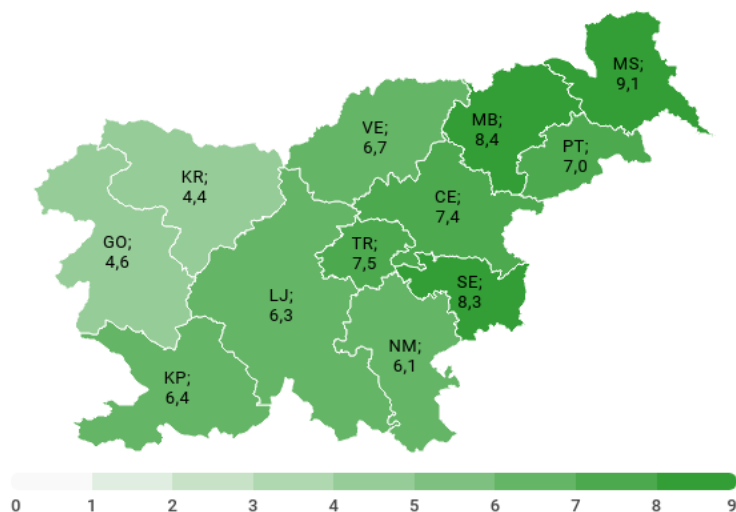 MS;
9,1
MB;
8,4
VE;
6,7
PT;
7,0
KR;
4,4
CE;
7,4
GO;
4,6
TR;
7,5
SE;
8,3
LJ;
6,3
NM;
6,1
KP;
6,4
0 1 2 3 4 5 6 7 8 9